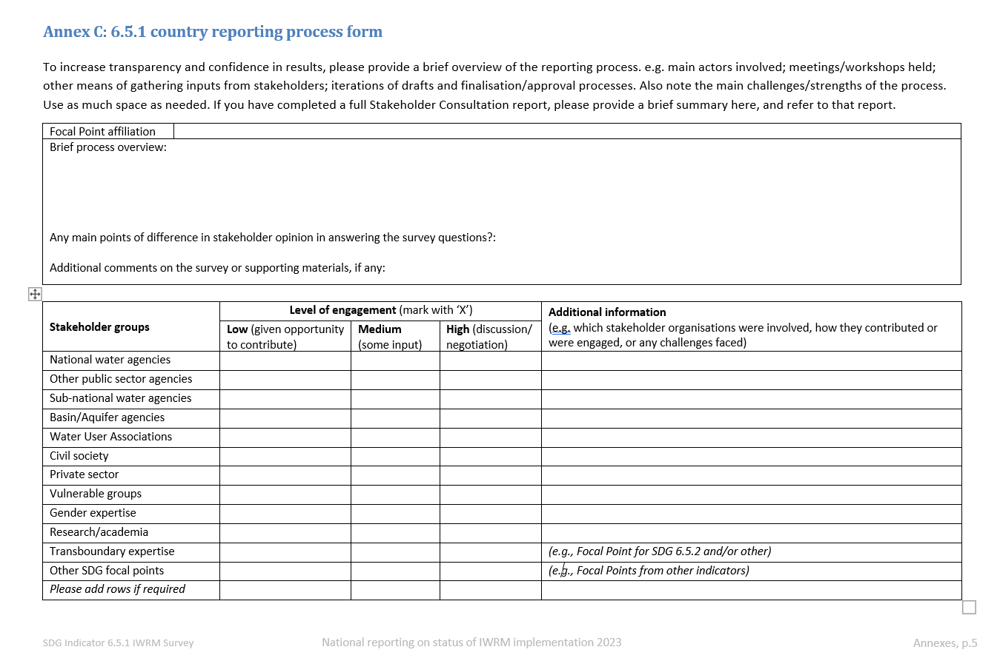 Annex C: 6.5.1 country reporting process form
To increase transparency and confidence in results, please provide a brief overview of the reporting process. e.g. main actors involved; meetings/workshops held;
other means of gathering inputs from stakeholders; iterations of drafts and finalisation/approval processes. Also note the main challenges/strengths of the process.
Use as much space as needed. If you have completed a full Stakeholder Consultation report, please provide a brief summary here, and refer to that report.
Focal Point affiliation
Brief process overview:
Any main points of difference in stakeholder opinion in answering the survey questions?:
Additional comments on the survey or supporting materials, if any:
Stakeholder groups
Level of engagement (mark with ‘X’)
Low (given opportunity
to contribute)
Medium
(some input)
High (discussion/
negotiation)
Additional information
(e.g. which stakeholder organisations were involved, how they contributed or
were engaged, or any challenges faced)
National water agencies
Other public sector agencies
Sub-national water agencies
Basin/Aquifer agencies
Water User Associations
Civil society
Private sector
Vulnerable groups
Gender expertise
Research/academia
Transboundary expertise
(e.g., Focal Point for SDG 6.5.2 and/or other)
Other SDG focal points
(e.g., Focal Points from other indicators)
Please add rows if required
SDG Indicator 6.5.1 IWRM Survey
National reporting on status of IWRM implementation 2023
Annexes, p.5